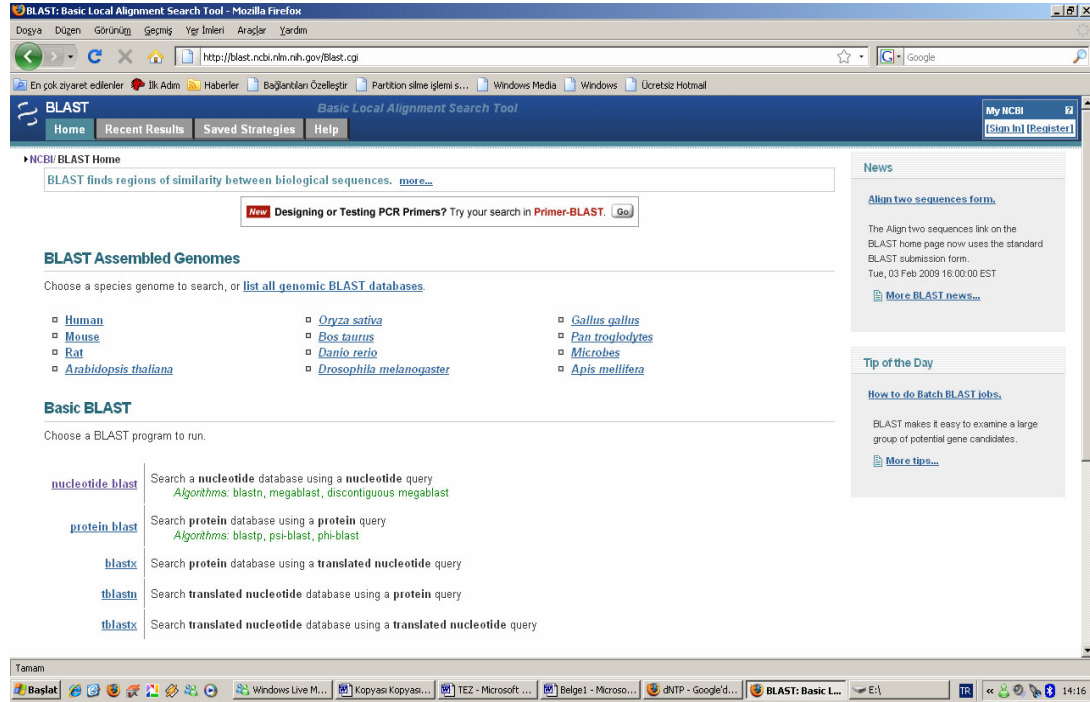 BLAST: Basic Local Alignment Search Tool - Mozilla Firefox
Dosya Düzen Görünüm Geçmiş Yer İmleri Araçlar Yardım
http://blast.ncbi.nlm.nih.gov/Blast.cgi
Google
En çok ziyaret edilenler İlk Adım Haberler Bağlantıları Özelleştir Partition silme işlemi s... Windows Media Windows Ücretsiz Hotmail
BLAST
Basic Local Alignment Search Tool
Home Recent Results Saved Strategies Help
My NCBI ?
[Sign In] [Register]
NCBI/ BLAST Home
BLAST finds regions of similarity between biological sequences. more...
New Designing or Testing PCR Primers? Try your search in Primer-BLAST. Go
BLAST Assembled Genomes
Choose a species genome to search, or list all genomic BLAST databases.
Human
Mouse
Rat
Arabidopsis thaliana
Oryza sativa
Bos taurus
Danio rerio
Drosophila melanogaster
Gallus gallus
Pan troglodytes
Microbes
Apis mellifera
Basic BLAST
Choose a BLAST program to run.
nucleotide blast
Search a nucleotide database using a nucleotide query
Algorithms: blastn, megablast, discontiguous megablast
protein blast
Search protein database using a protein query
Algorithms: blastp, psi-blast, phi-blast
blastx
Search protein database using a translated nucleotide query
tblastn
Search translated nucleotide database using a protein query
tblastx
Search translated nucleotide database using a translated nucleotide query
News
Align two sequences form.
The Align two sequences link on the
BLAST home page now uses the standard
BLAST submission form.
Tue, 03 Feb 2009 16:00:00 EST
More BLAST news...
Tip of the Day
How to do Batch BLAST jobs.
BLAST makes it easy to examine a large
group of potential gene candidates.
More tips...
Tamam
Başlat Windows Live M... Kopyası Kopyası... TEZ - Microsoft ... Belge1 - Microso... dNTP - Google'd... BLAST: Basic L... E:\ TR 14:16